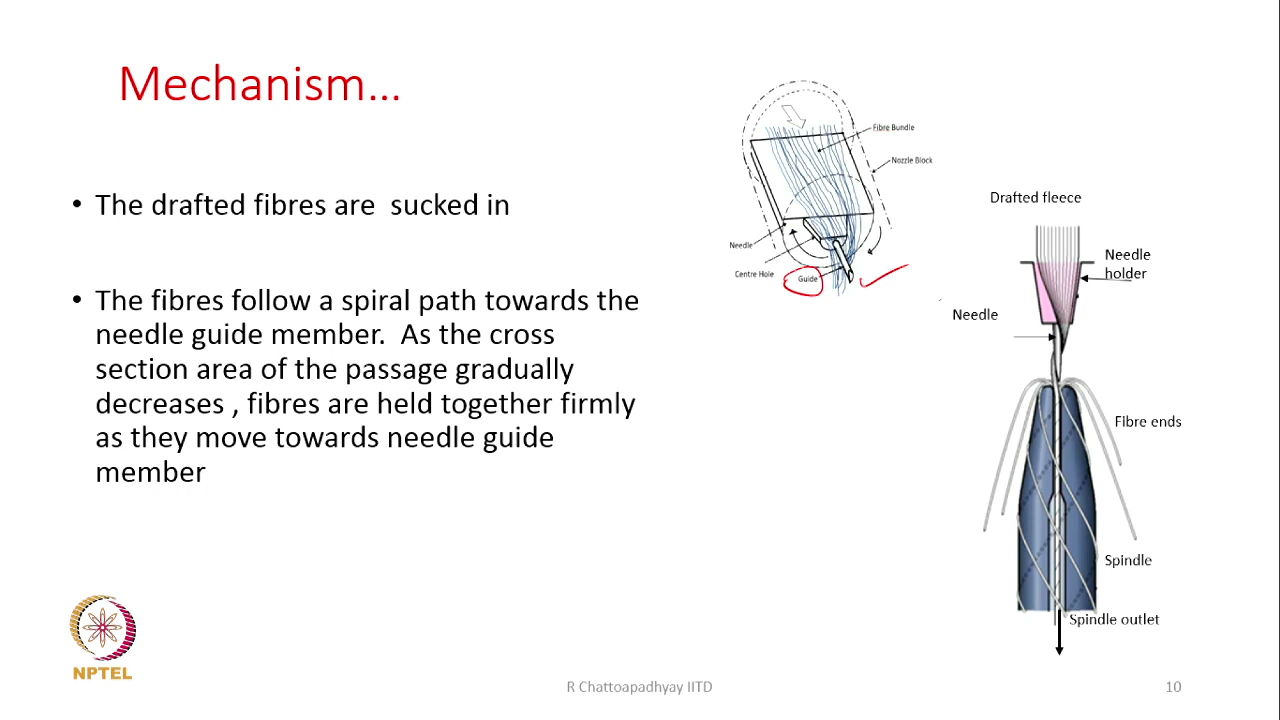 Mechanism...
• The drafted fibres are sucked in
• The fibres follow a spiral path towards the
needle guide member. As the cross
section area of the passage gradually
decreases , fibres are held together firmly
as they move towards needle guide
member
Fibre Bundle
Nozzle Block
Needle
Centre Hole
Guide
Drafted fleece
Needle
holder
Needle
FIbre ends
Spindle
Spindle outlet
NPTEL
R Chattoapadhyay IITD
10